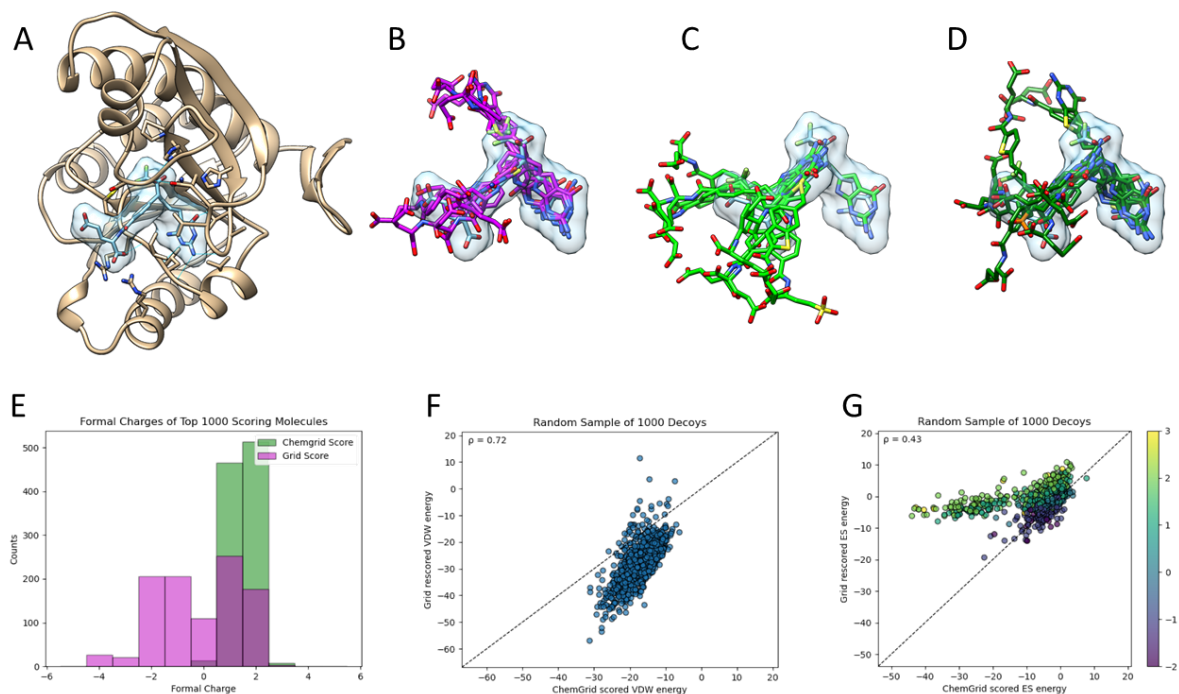 A
B
C
D
E
F
G
Formal Charges of Top 1000 Scoring Molecules
Chemgrid Score
Grid Score
Counts
500
400
300
200
100
0
−6
−4
−2
0
2
4
6
Formal Charge
Random Sample of 1000 Decoys
ρ = 0.72
Grid rescored VDW energy
20
10
0
−10
−20
−30
−40
−50
−60
−60
−50
−40
−30
−20
−10
0
10
20
ChemGrid scored VDW energy
Random Sample of 1000 Decoys
ρ = 0.43
Grid rescored ES energy
20
10
0
−10
−20
−30
−40
−50
−50
−40
−30
−20
−10
0
10
20
ChemGrid scored ES energy
3
2
1
0
−1
−2